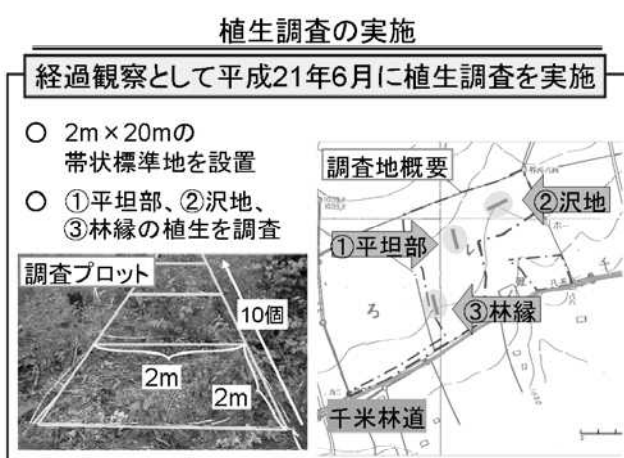 植生調査の実施
経過観察として平成21年6月に植生調査を実施
○ 2m×20mの
帯状標準地を設置
○ ①平坦部、②沢地、
③林縁の植生を調査
調査プロット
10個
2m
2m
調査地概要
②沢地
①平坦部
い
ろ
③林縁
千米林道
千